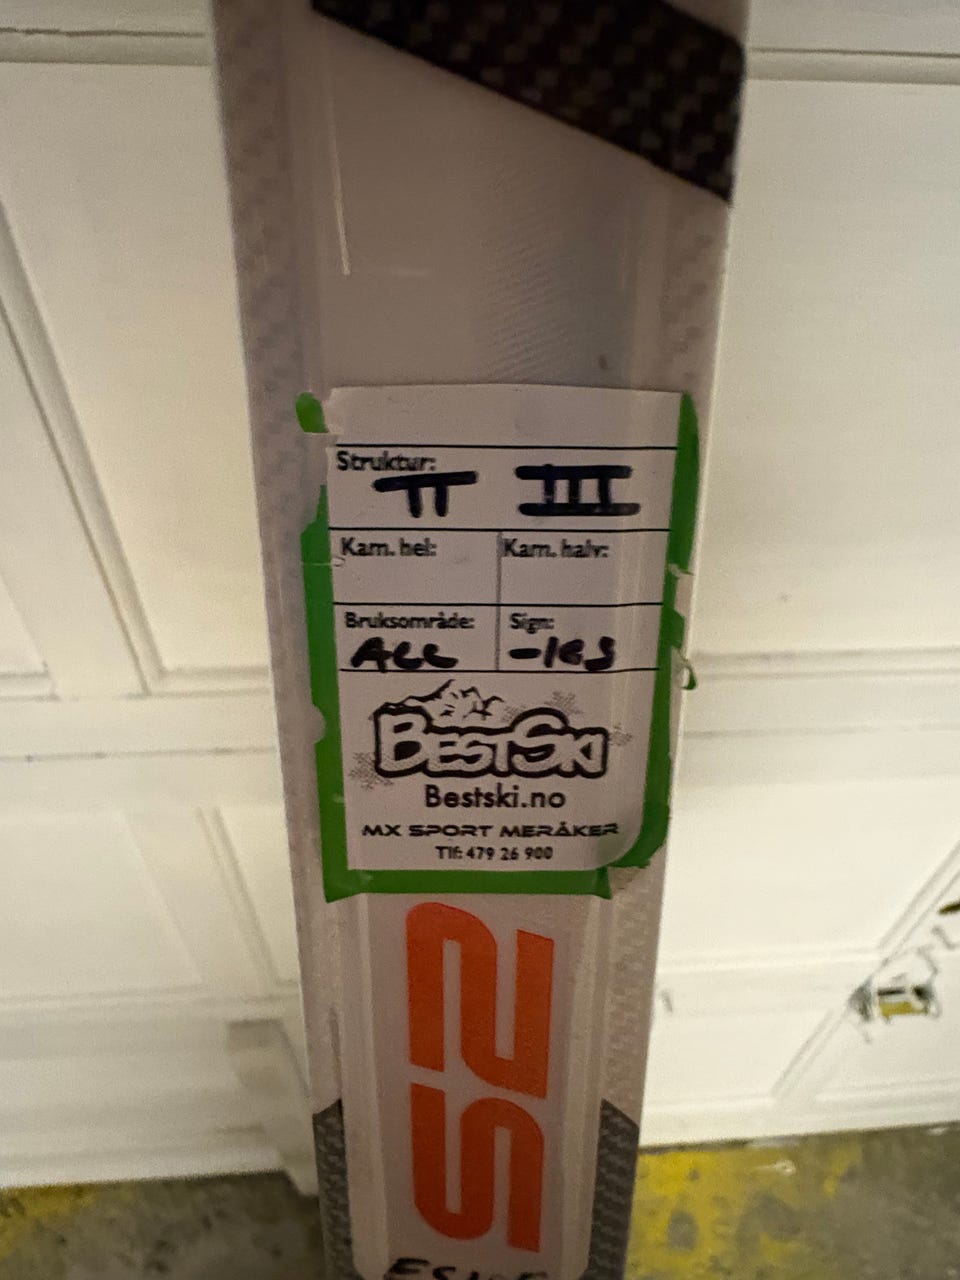 Struktur:
TT III
Kam. hel: Kam. halv:
Bruksområde: Sign:
ALL
BESTSKI
Bestski.no
MX SPORT MERÅKER
Tlf: 479 26 900
S2